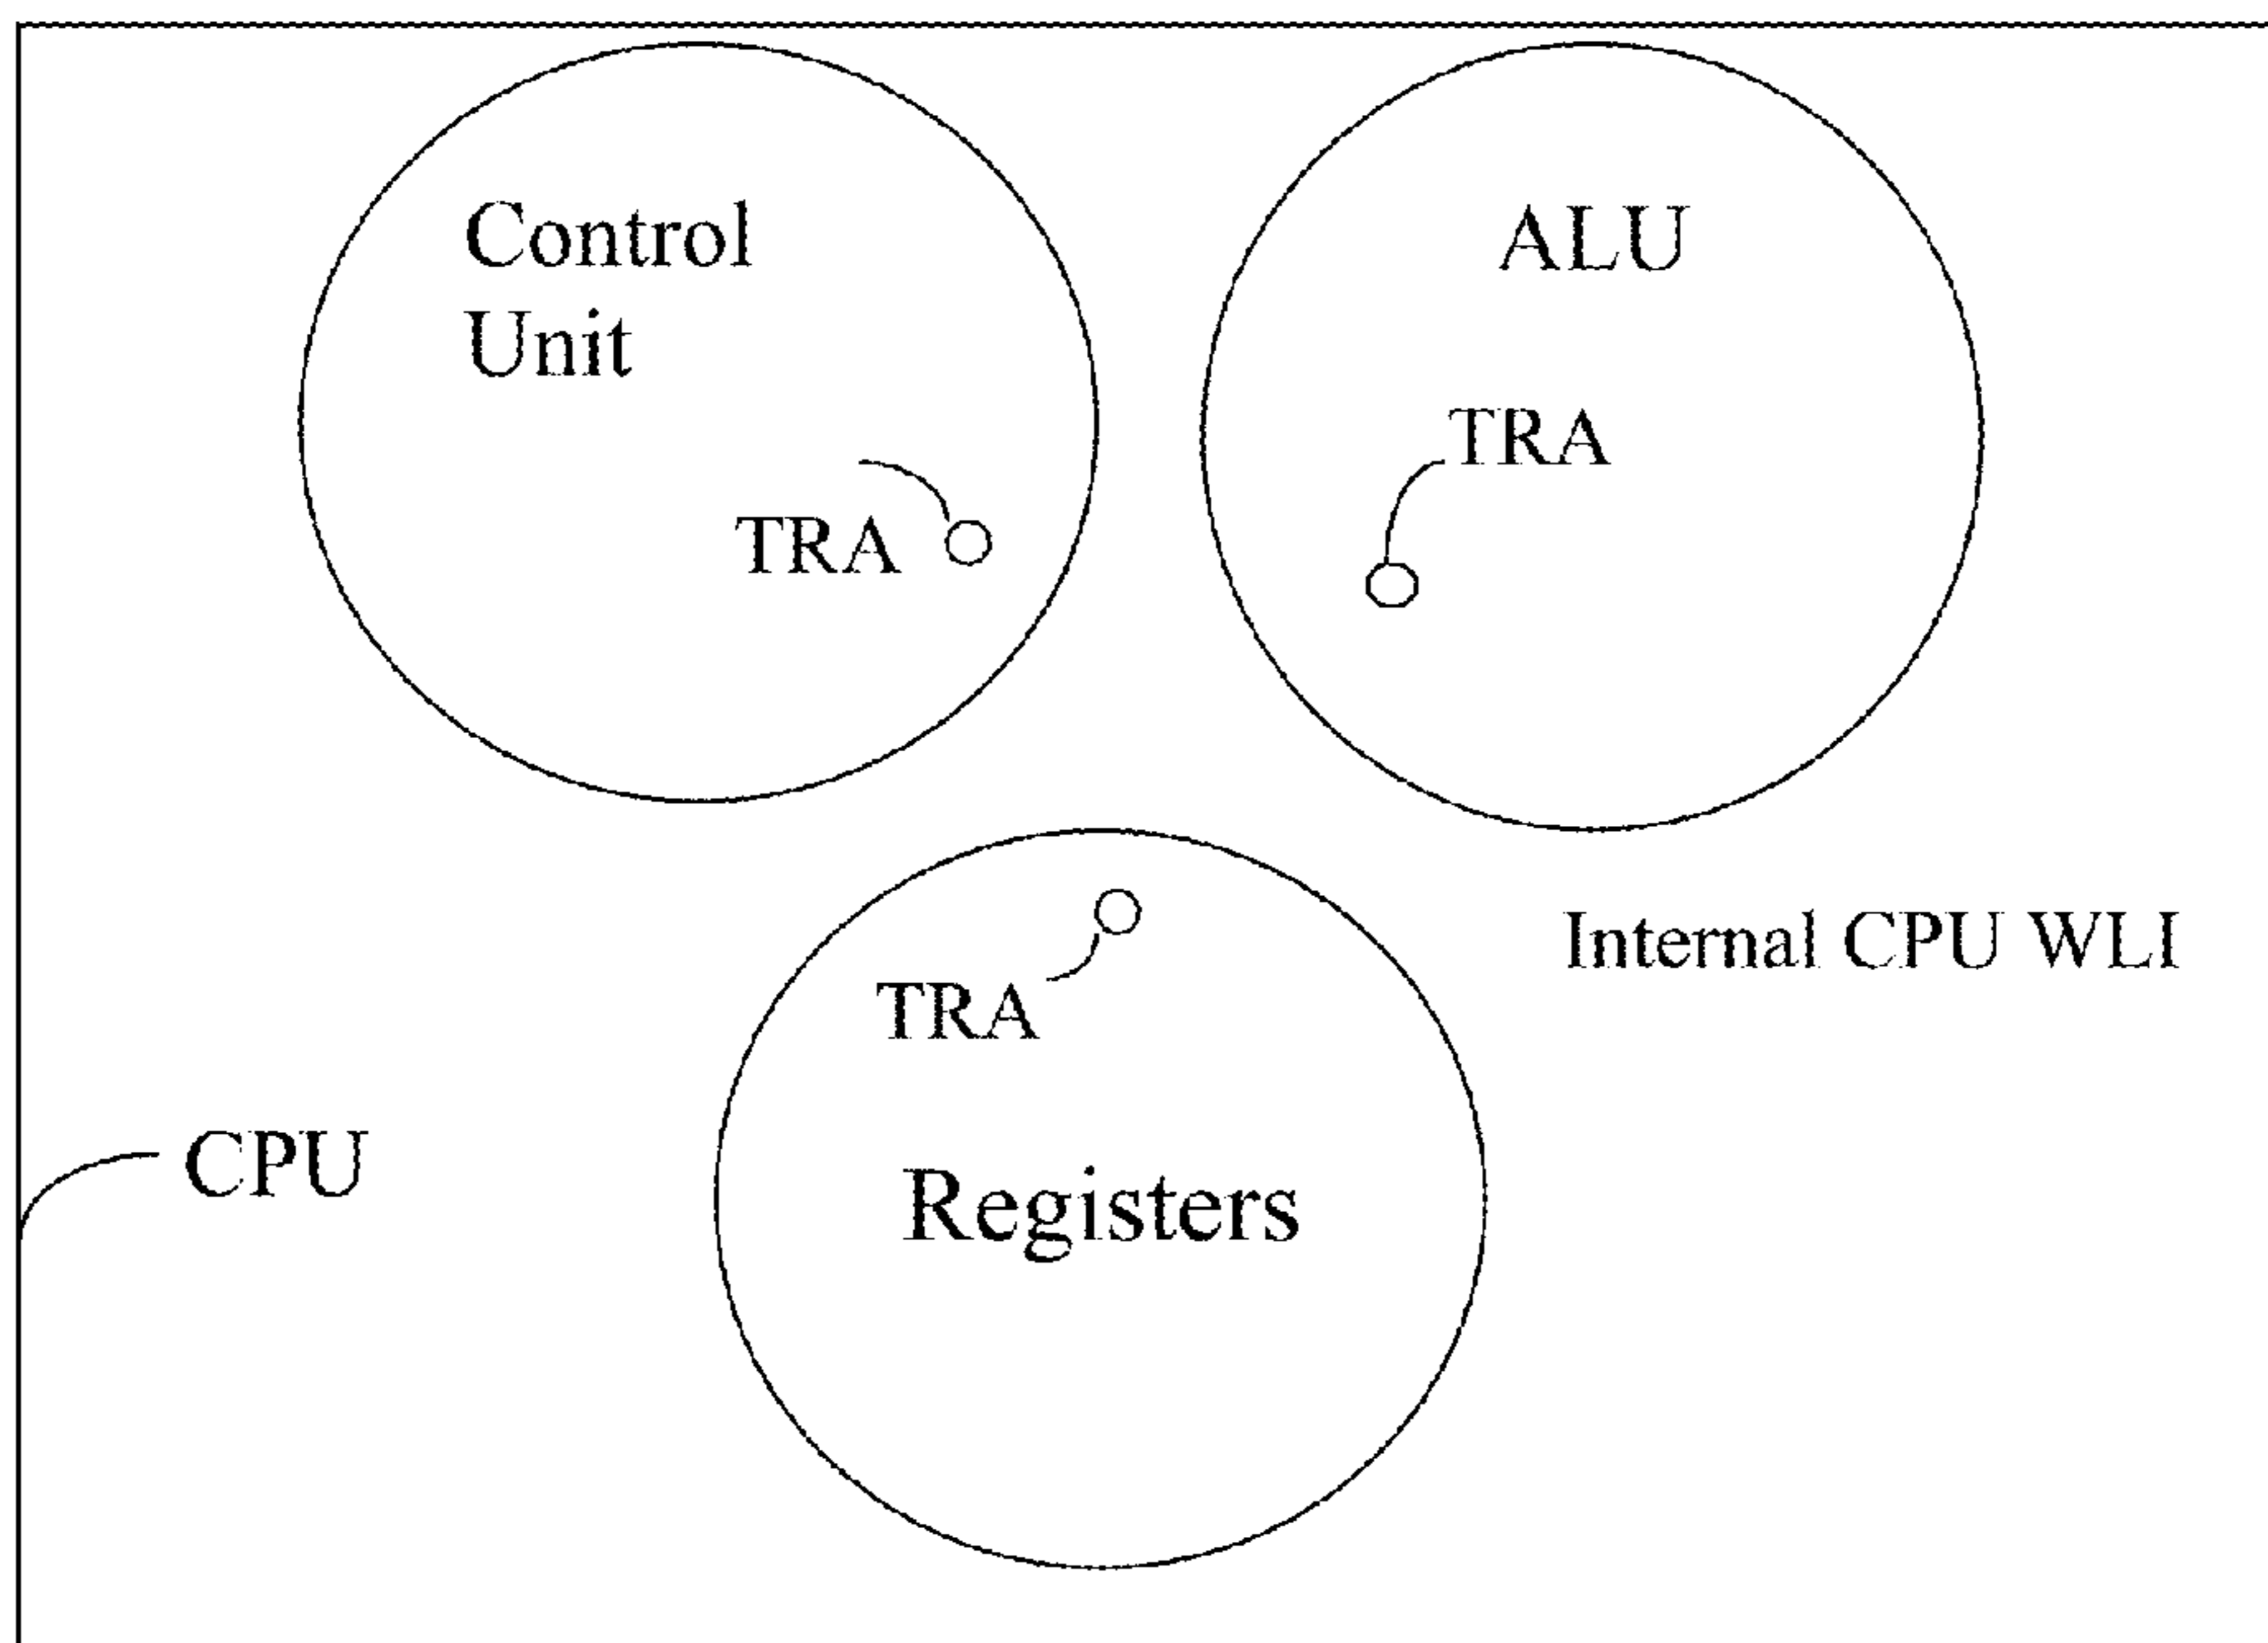 Control
Unit
TRA
ALU
TRA
TRA
Registers
Internal CPU WLI
CPU